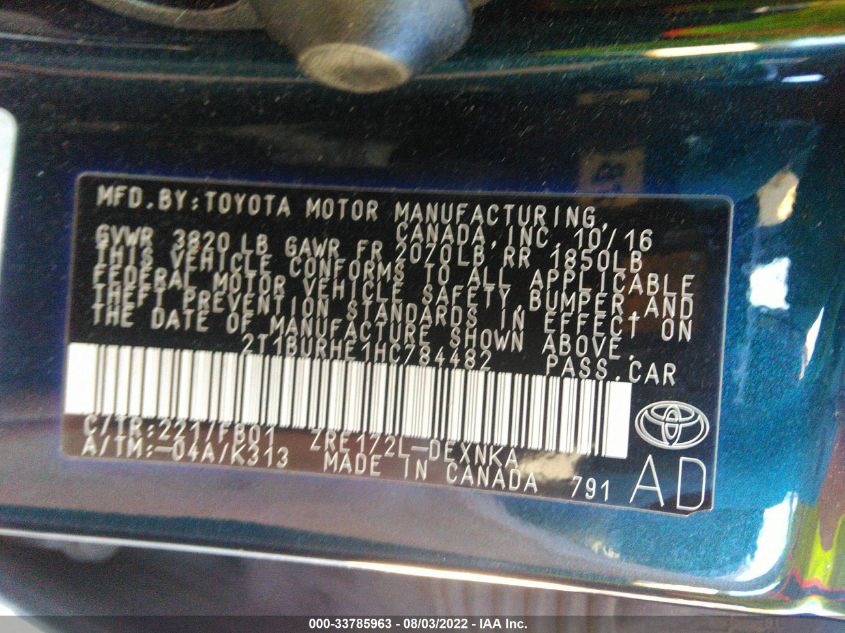 MFD.BY:TOYOTA MOTOR MANUFACTURING,
CANADA,INC. 10/16
GVWR 3820 LB GAWR FR 2070LB RR 1850LB
THIS VEHICLE CONFORMS TO ALL APPLICABLE
FEDERAL MOTOR VEHICLE SAFETY, BUMPER,AND
THEFT PREVENTION STANDARDS IN EFFECT ON
THE DATE OF MANUFACTURE SHOWN ABOVE.
2T1BURHE1HC784482 PASS.CAR
C/TR:2217FB01 ZRE172L-DEXNKA
A/TM:-04A/K313 MADE IN CANADA 791
AD
000-33785963 - 08/03/2022 - IAA Inc.